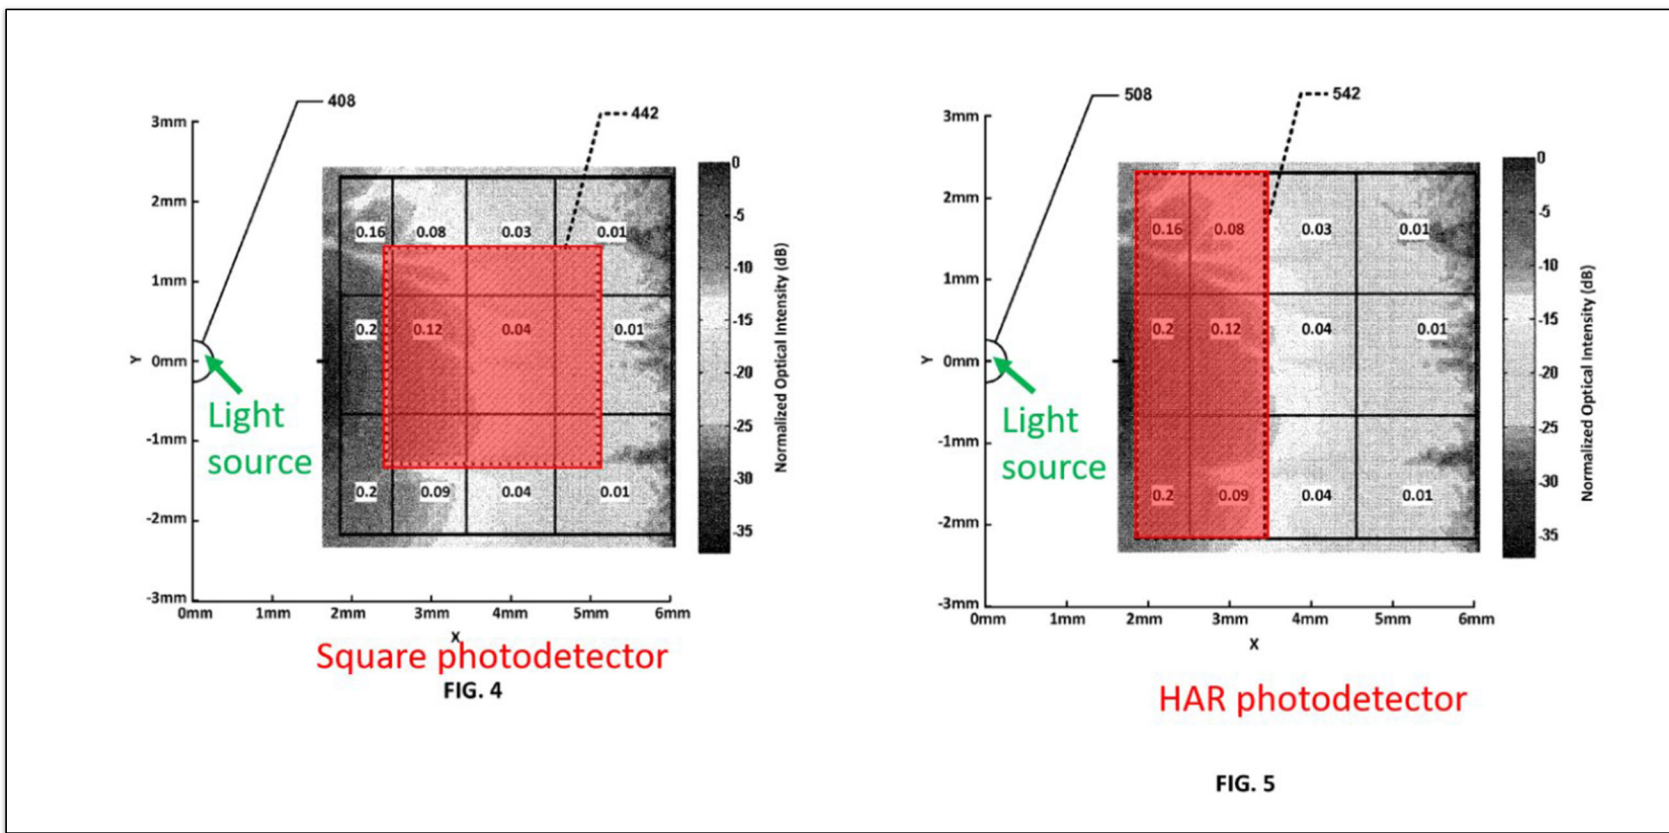 408
442
3mm
2mm
1mm
0mm
-1mm
-2mm
-3mm
Y
0.16 0.08 0.03 0.01
0.2 0.12 0.04 0.01
0.2 0.09 0.04 0.01
Light
source
0mm 1mm 2mm 3mm 4mm 5mm 6mm
X
0
-5
-10
-15
-20
-25
-30
-35
Normalized Optical Intensity (dB)
Square photodetector
FIG. 4
508
542
3mm
2mm
1mm
0mm
-1mm
-2mm
-3mm
Y
0.16 0.08 0.03 0.01
0.2 0.12 0.04 0.01
0.2 0.09 0.04 0.01
Light
source
0mm 1mm 2mm 3mm 4mm 5mm 6mm
X
0
-5
-10
-15
-20
-25
-30
-35
Normalized Optical Intensity (dB)
HAR photodetector
FIG. 5